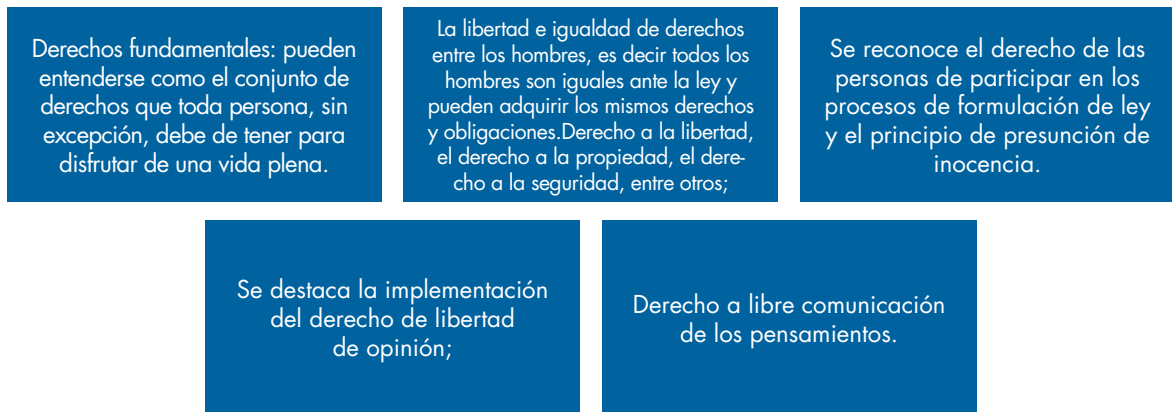 Derechos fundamentales: pueden
entenderse como el conjunto de
derechos que toda persona, sin
excepción, debe de tener para
disfrutar de una vida plena.
La libertad e igualdad de derechos
entre los hombres, es decir todos los
hombres son iguales ante la ley y
pueden adquirir los mismos derechos
y obligaciones.Derecho a la libertad,
el derecho a la propiedad, el dere-
cho a la seguridad, entre otros;
Se reconoce el derecho de las
personas de participar en los
procesos de formulación de ley
y el principio de presunción de
inocencia.
Se destaca la implementación
del derecho de libertad
de opinión;
Derecho a libre comunicación
de los pensamientos.